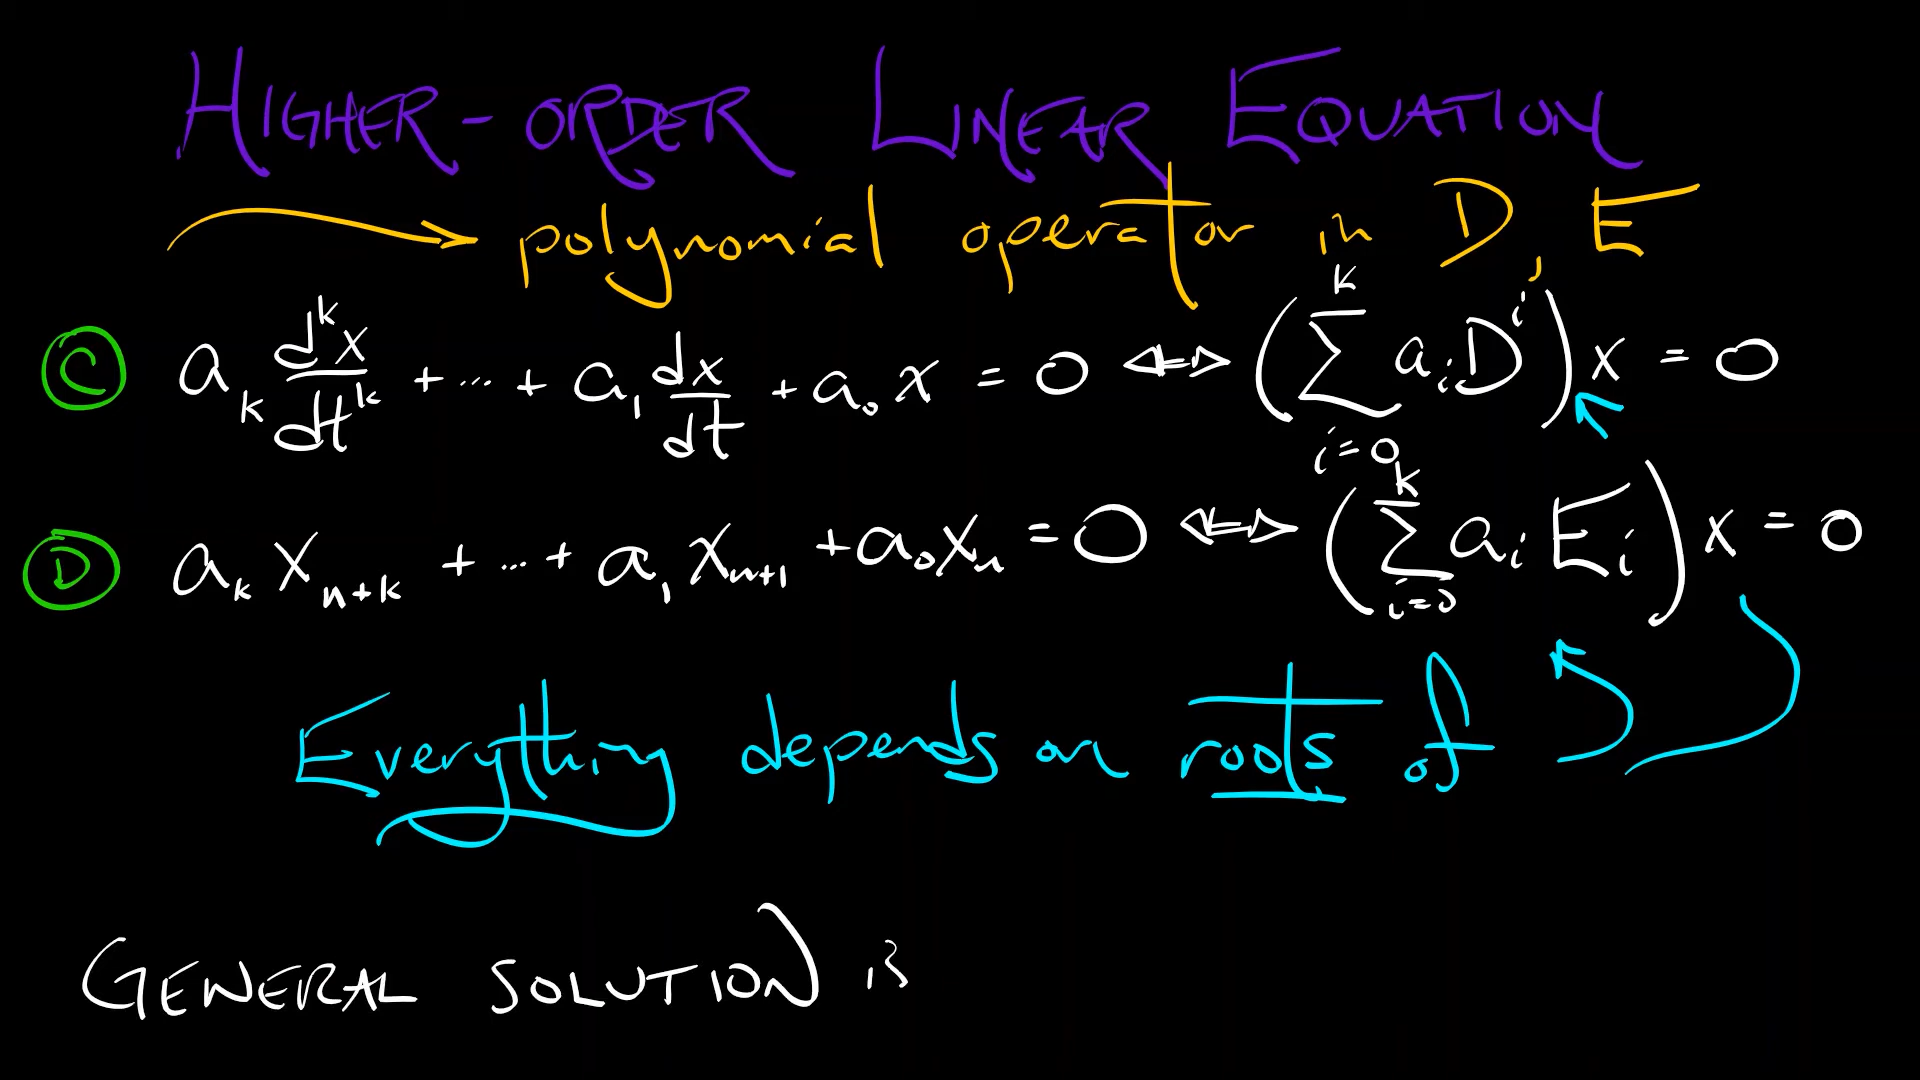 HIGHER-ORDER LINEAR EQUATION
→ polynomial operator in D, E
Ⓒ a_k d^k x/dt^k + ... + a_1 dx/dt + a_0 x = 0 ⟺ (∑_{i=0}^{k} a_i D^i) x = 0
Ⓓ a_k x_{n+k} + ... + a_1 x_{n+1} + a_0 x_n = 0 ⟺ (∑_{i=0}^{k} a_i E_i) x = 0
Everything depends on roots of
GENERAL SOLUTION is